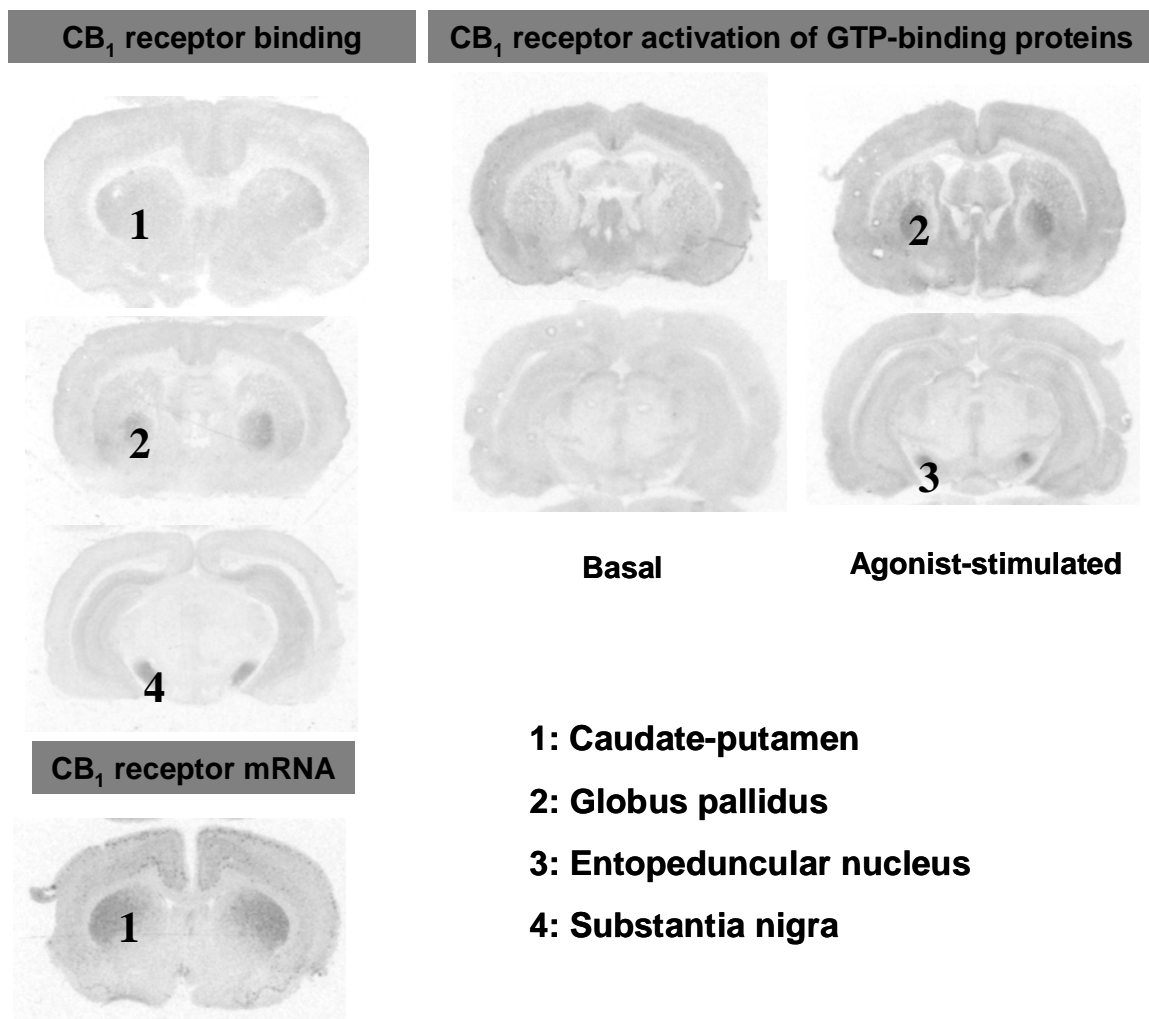 CB₁ receptor binding
1
2
4
CB₁ receptor mRNA
1
CB₁ receptor activation of GTP-binding proteins
2
3
Basal
Agonist-stimulated
1: Caudate-putamen
2: Globus pallidus
3: Entopeduncular nucleus
4: Substantia nigra